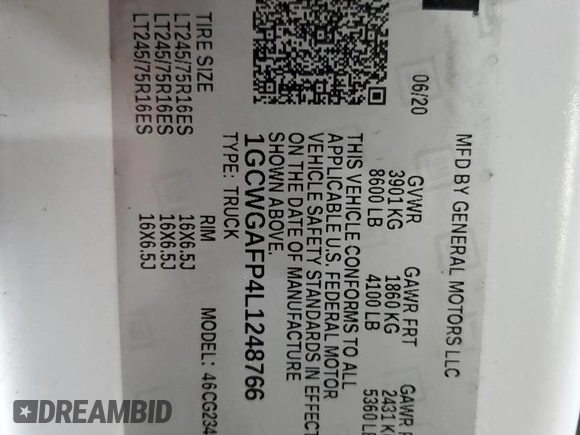 MFD BY GENERAL MOTORS LLC
06/20
GVWR GAWR FRT GAWR
3901 KG 1860 KG 2431
8600 LB 4100 LB 5360
THIS VEHICLE CONFORMS TO ALL
APPLICABLE U.S. FEDERAL MOTOR
VEHICLE SAFETY STANDARDS IN EFFECT
ON THE DATE OF MANUFACTURE
SHOWN ABOVE.
1GCWGAFP4L1248766
TYPE: TRUCK MODEL: 46CG234
TIRE SIZE RIM
LT245/75R16ES 16X6.5J
LT245/75R16ES 16X6.5J
LT245/75R16ES 16X6.5J
DREAMBID